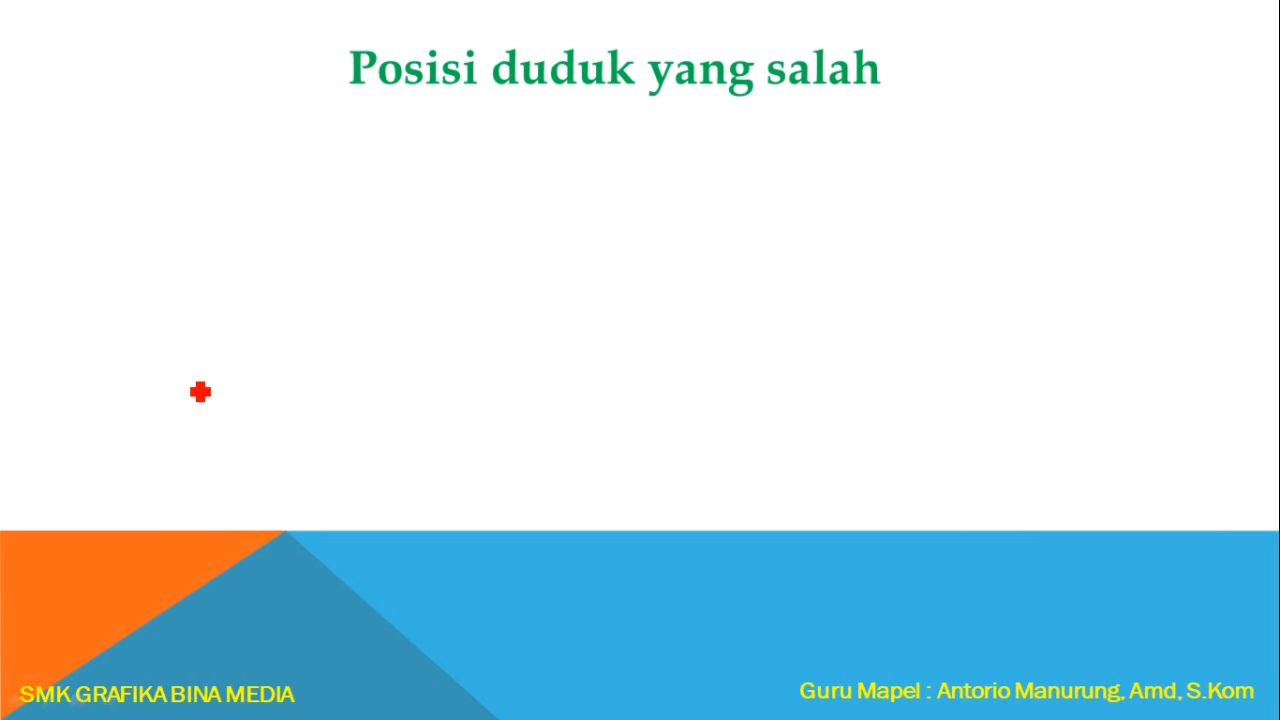 Posisi duduk yang salah
SMK GRAFIKA BINA MEDIA
Guru Mapel : Antorio Manurung, Amd, S.Kom